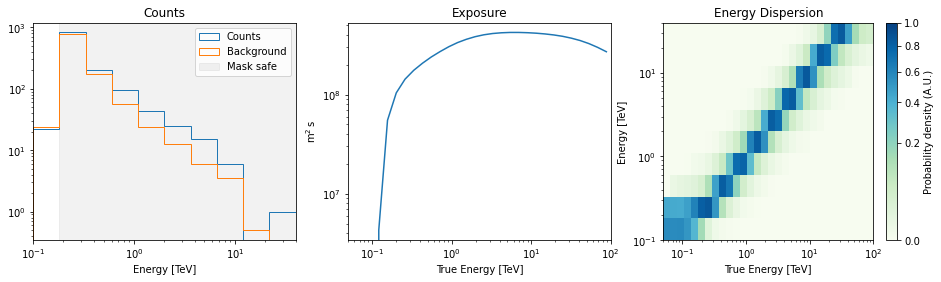 Counts
Counts
Background
Mask safe
10³
10²
10¹
10⁰
10⁻¹
10⁰
10¹
Energy [TeV]
Exposure
m² s
10⁸
10⁷
10⁻¹
10⁰
10¹
10²
True Energy [TeV]
Energy Dispersion
Energy [TeV]
10¹
10⁰
10⁻¹
10⁻¹
10⁰
10¹
10²
True Energy [TeV]
1.0
0.8
0.6
0.4
0.2
0.0
Probability density (A.U.)